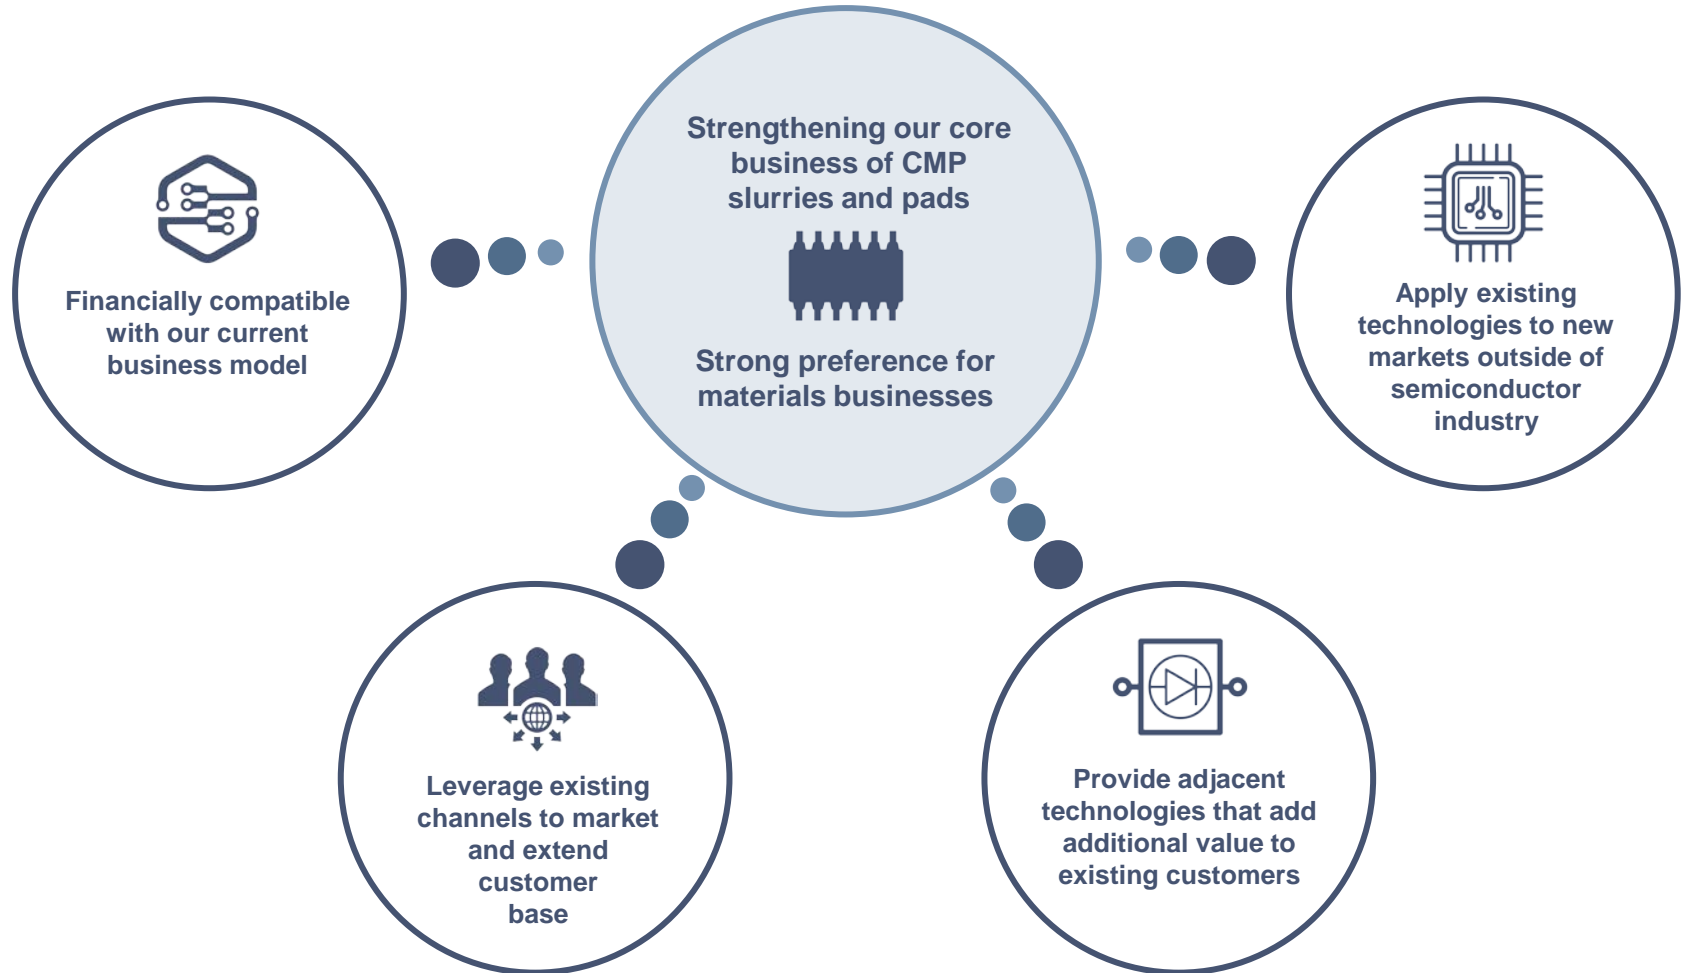 Strengthening our core
business of CMP
slurries and pads
Strong preference for
materials businesses
Financially compatible
with our current
business model
Apply existing
technologies to new
markets outside of
semiconductor
industry
Leverage existing
channels to market
and extend
customer
base
Provide adjacent
technologies that add
additional value to
existing customers